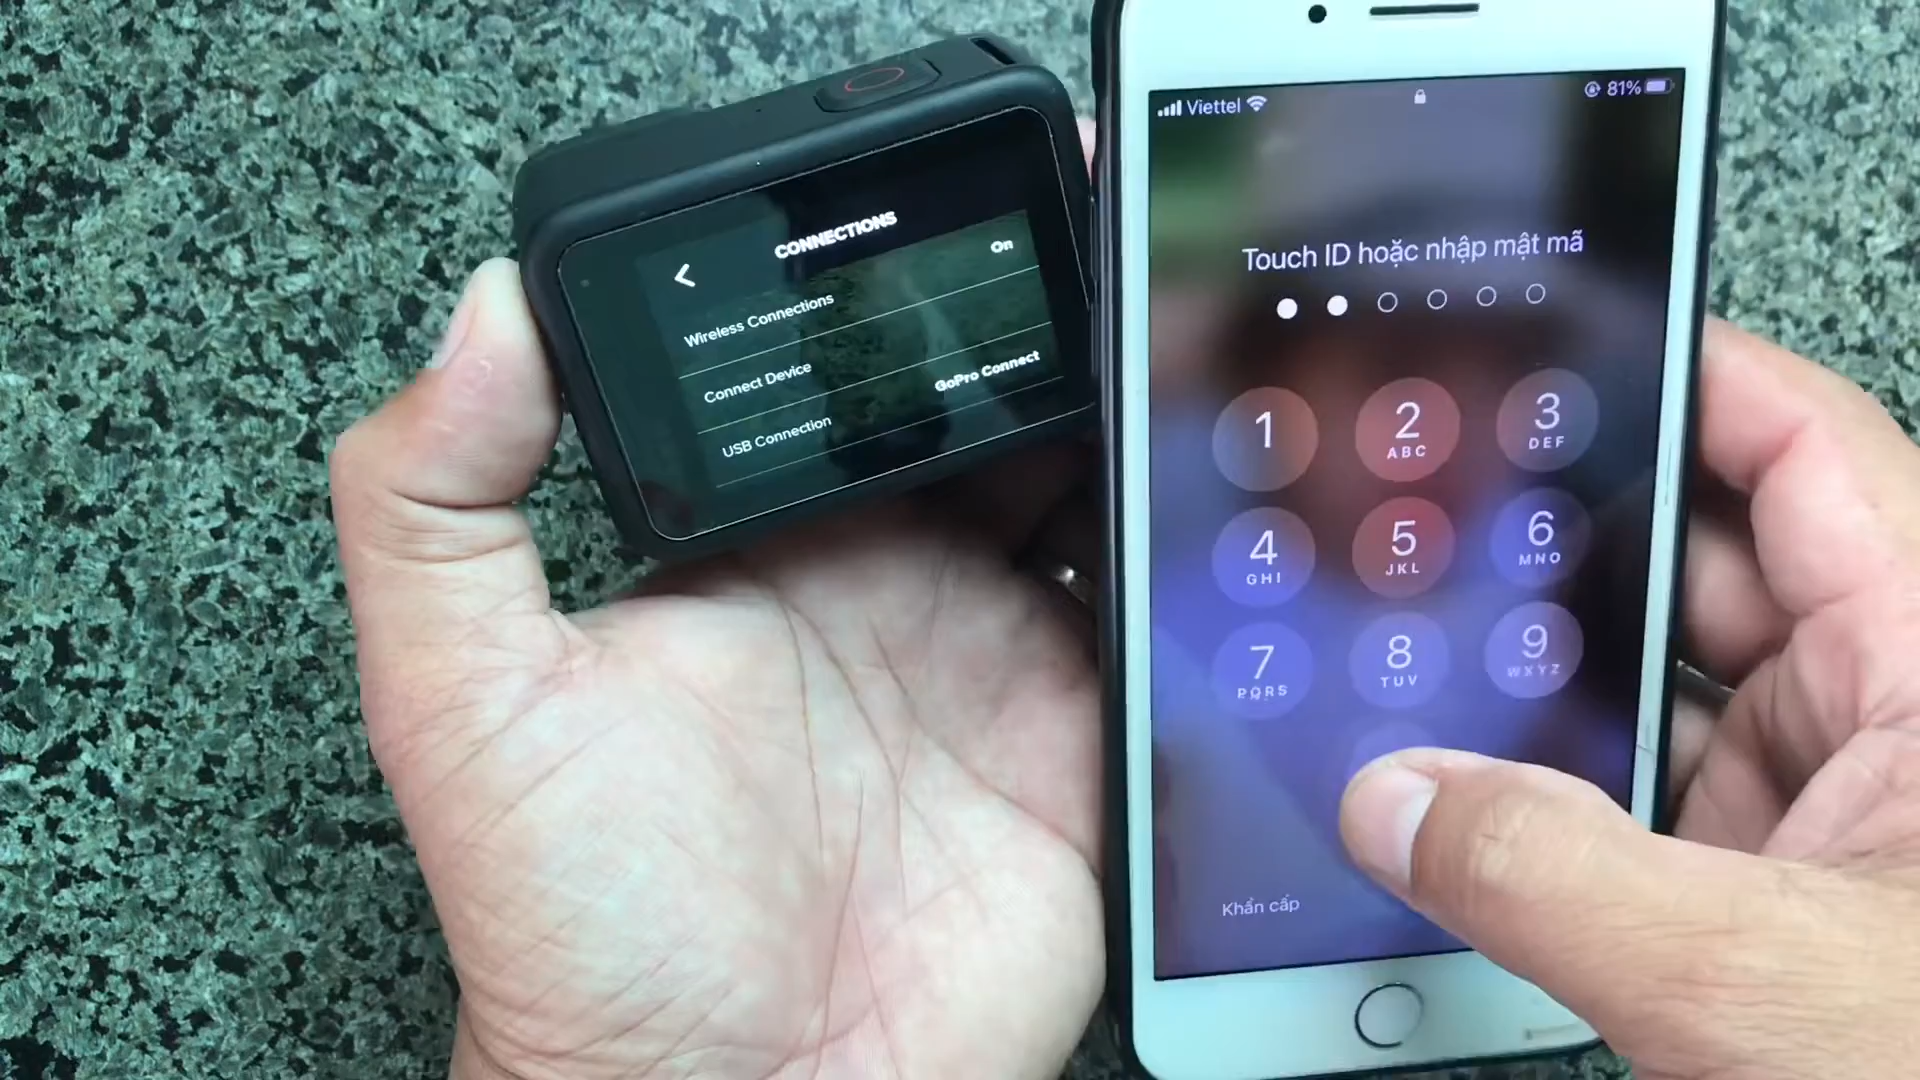 CONNECTIONS
Wireless Connections On
Connect Device
USB Connection GoPro Connect
Viettel 81%
Touch ID hoặc nhập mật mã
1 2 3
ABC DEF
4 5 6
GHI JKL MNO
7 8 9
PQRS TUV WXYZ
Khẩn cấp